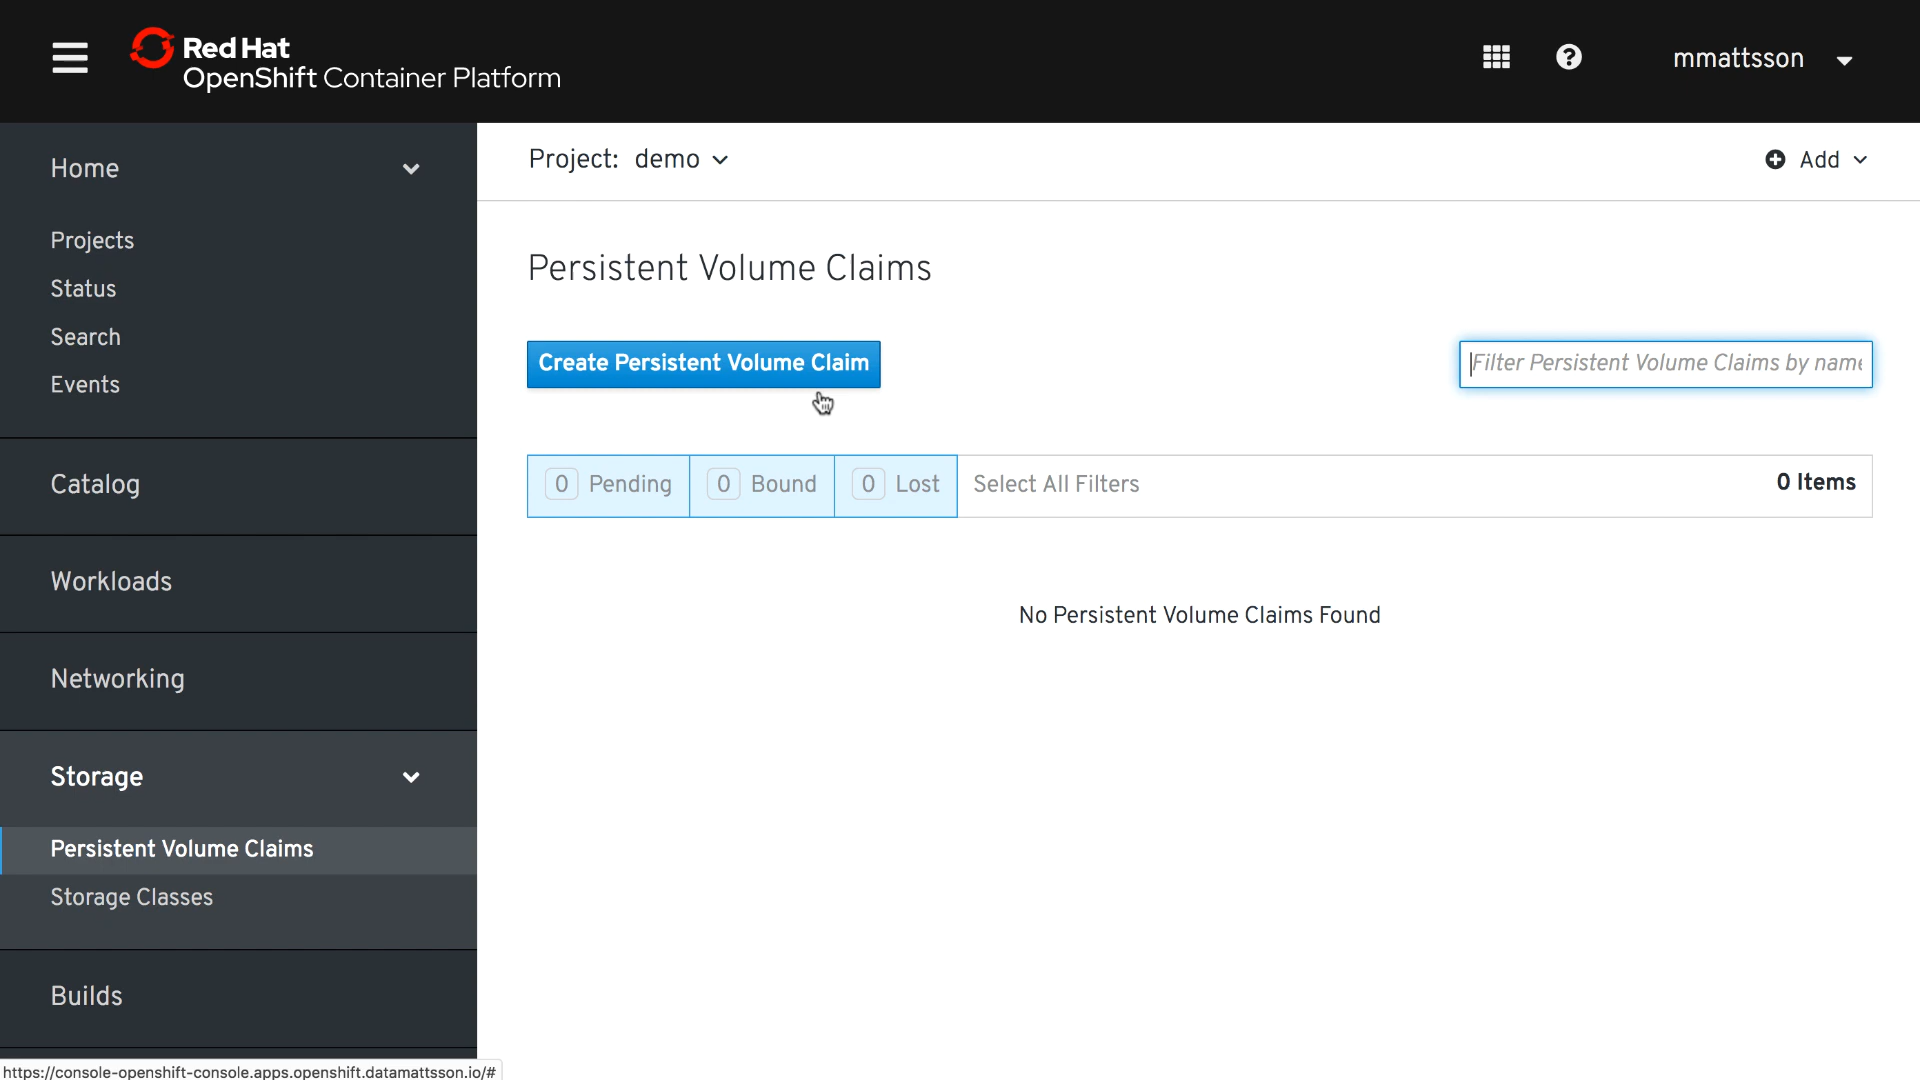 Red Hat
OpenShift Container Platform
mmattsson
Home
Projects
Status
Search
Events
Catalog
Workloads
Networking
Storage
Persistent Volume Claims
Storage Classes
Builds
Project: demo
Add
Persistent Volume Claims
Create Persistent Volume Claim
Filter Persistent Volume Claims by name
0 Pending
0 Bound
0 Lost
Select All Filters
0 Items
No Persistent Volume Claims Found
https://console-openshift-console.apps.openshift.datamattsson.io/#